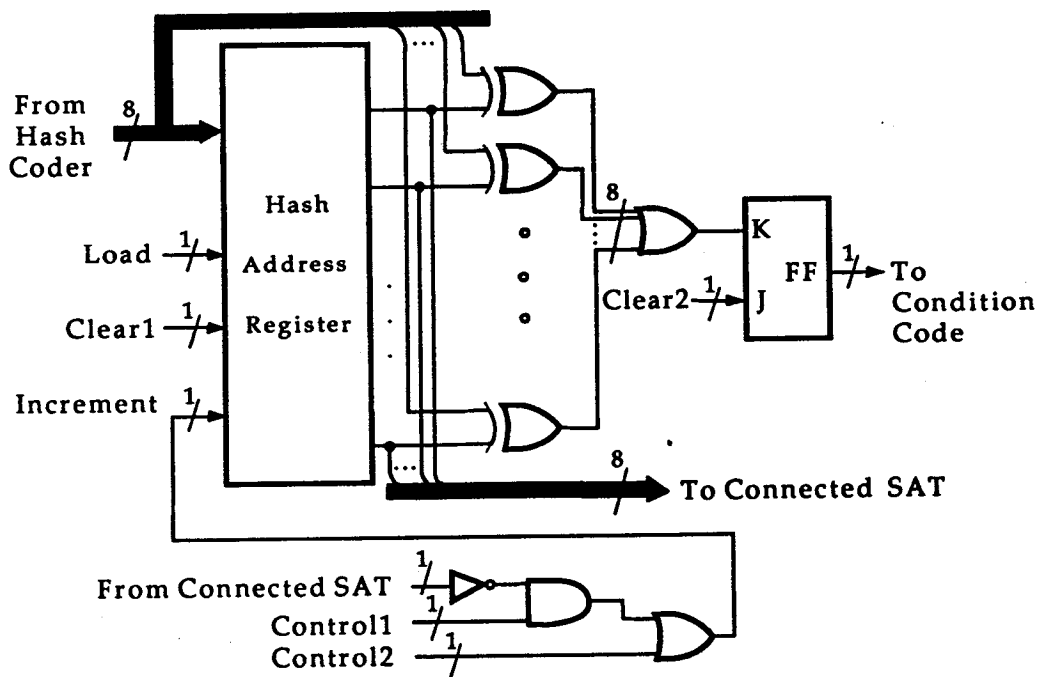 From
Hash
Coder
8
Load
1
Clear1
1
Increment
1
Hash
Address
Register
8
Clear2
1
K
J
FF
1
To
Condition
Code
8
To Connected SAT
From Connected SAT
1
Control1
1
Control2
1